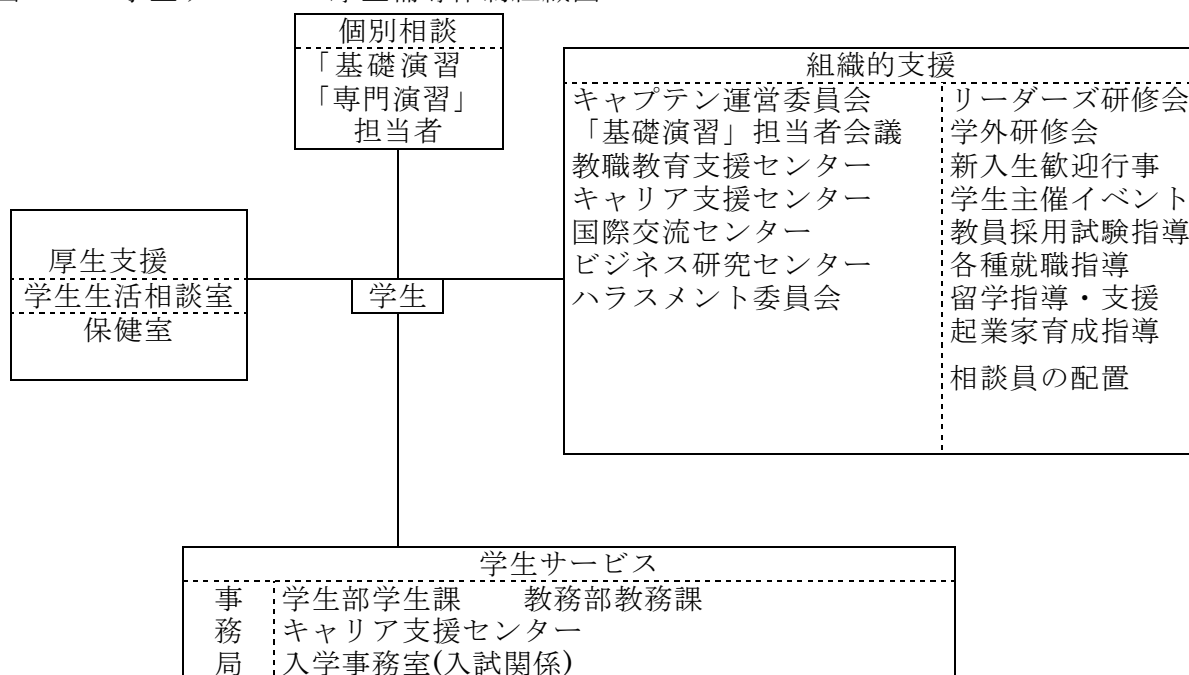 個別相談
「基礎演習
「専門演習」
担当者
組織的支援
キャプテン運営委員会
「基礎演習」担当者会議
教職教育支援センター
キャリア支援センター
国際交流センター
ビジネス研究センター
ハラスメント委員会
リーダーズ研修会
学外研修会
新入生歓迎行事
学生主催イベント
教員採用試験指導
各種就職指導
留学指導・支援
起業家育成指導
相談員の配置
厚生支援
学生生活相談室
保健室
学生
学生サービス
事務局
学生部学生課 教務部教務課
キャリア支援センター
入学事務室(入試関係)